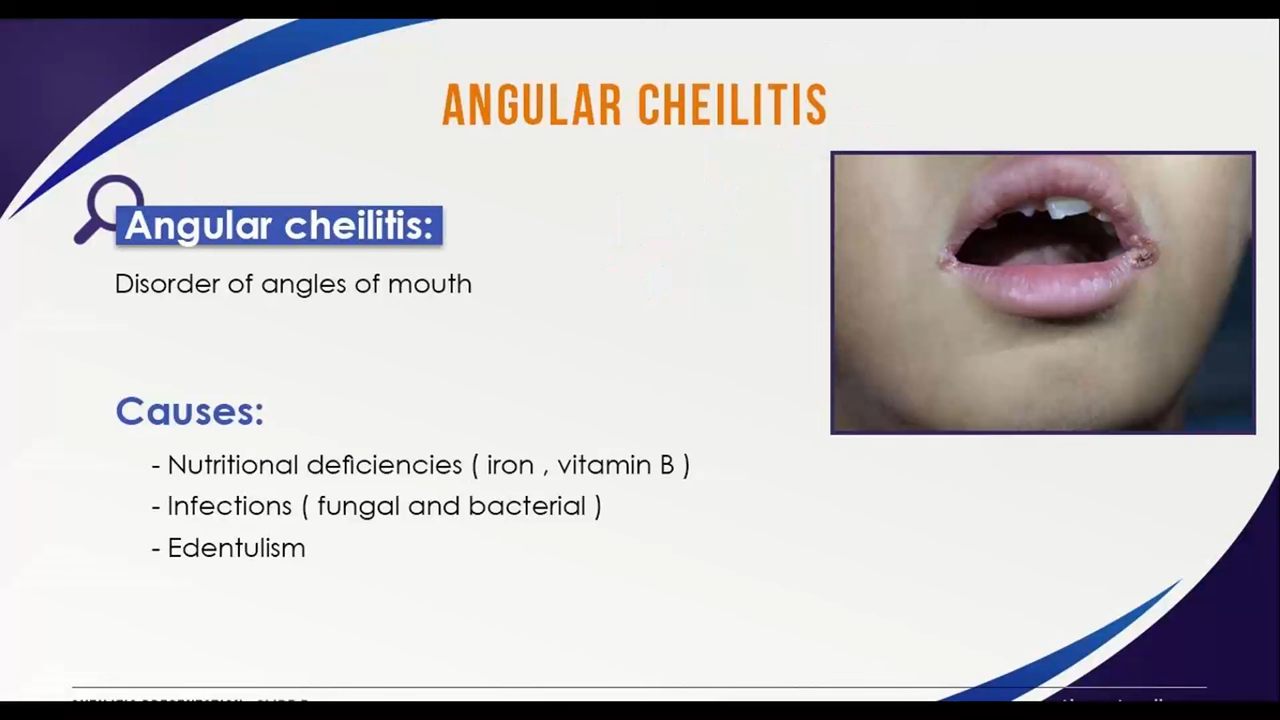 ANGULAR CHEILITIS
Angular cheilitis:
Disorder of angles of mouth
Causes:
- Nutritional deficiencies ( iron , vitamin B )
- Infections ( fungal and bacterial )
- Edentulism